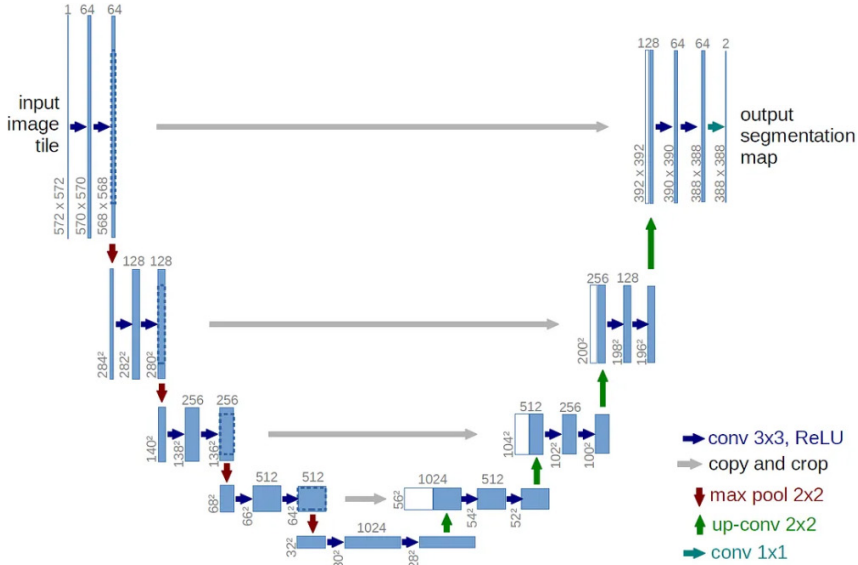 1 64 64
input
image
tile
572 x 572
570 x 570
568 x 568
128 64 64 2
output
segmentation
map
392 x 392
390 x 390
388 x 388
388 x 388
128 128
284²
282²
280²
256 128
200²
198²
196²
256 256
140²
138²
136²
512 256
104²
102²
100²
512 512
68²
66²
64²
1024 512
56²
54²
52²
1024
32²
30²
28²
conv 3x3, ReLU
copy and crop
max pool 2x2
up-conv 2x2
conv 1x1